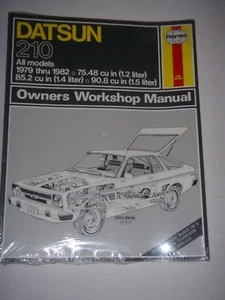 DATSUN
210
Haynes
All models
1979 thru 1982 □ 75.48 cu in (1.2 liter)
85.2 cu in (1.4 liter) □ 90.8 cu in (1.5 liter)
Owners Workshop Manual